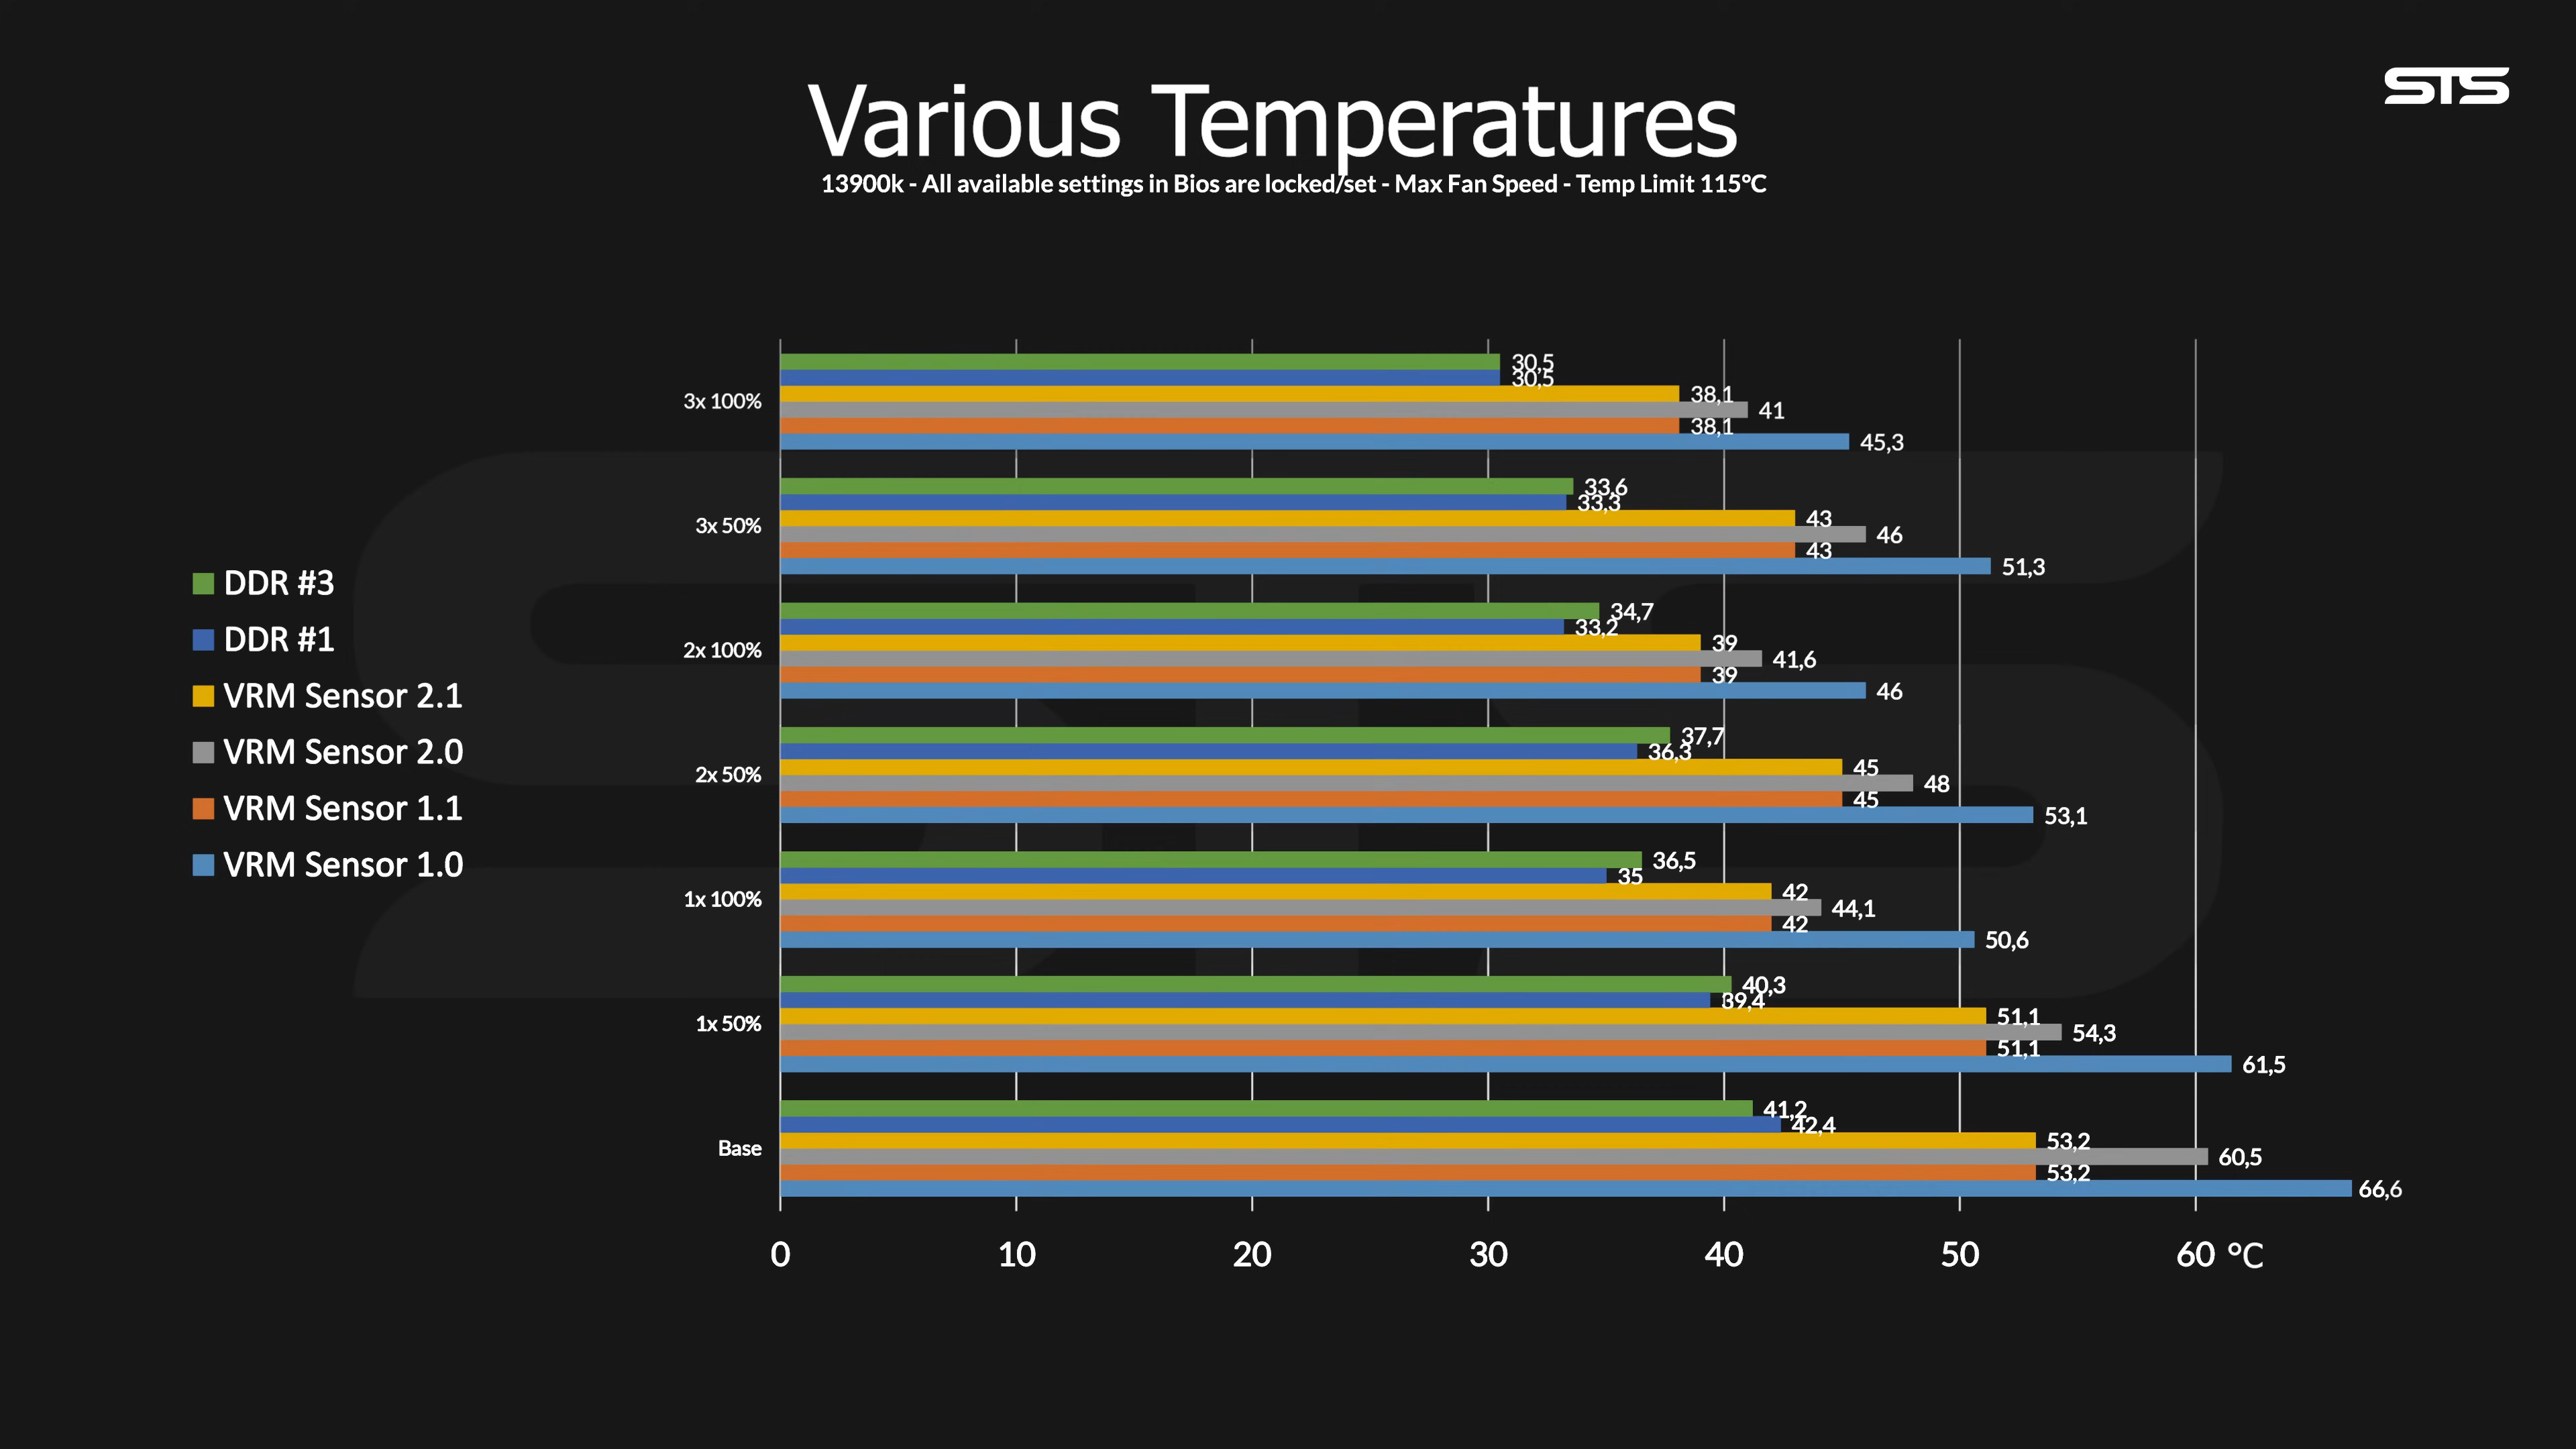 STS
Various Temperatures
13900k - All available settings in Bios are locked/set - Max Fan Speed - Temp Limit 115°C
DDR #3
DDR #1
VRM Sensor 2.1
VRM Sensor 2.0
VRM Sensor 1.1
VRM Sensor 1.0
3x 100%
30,5
30,5
38,1
41
38,1
45,3
3x 50%
33,6
33,3
43
46
43
51,3
2x 100%
34,7
33,2
39
41,6
39
46
2x 50%
37,7
36,3
45
48
45
53,1
1x 100%
36,5
35
42
44,1
42
50,6
1x 50%
40,3
39,4
51,1
54,3
51,1
61,5
Base
41,2
42,4
53,2
60,5
53,2
66,6
0 10 20 30 40 50 60 °C